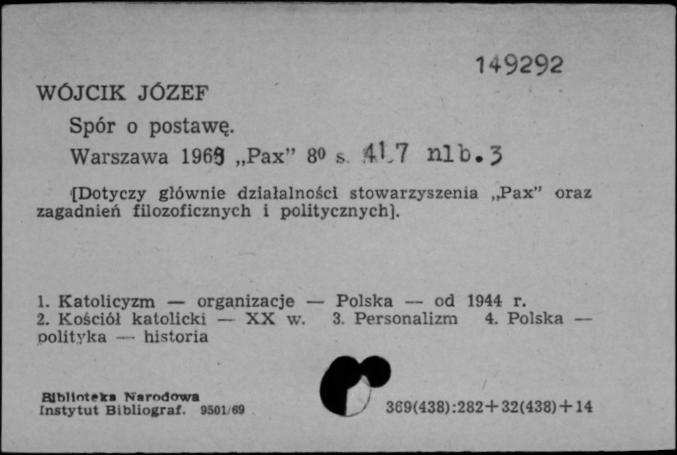 149292
WÓJCIK JÓZEF
Spór o postawę.
Warszawa 1969 „Pax” 8⁰ s. 417 nlb. 3
[Dotyczy głównie działalności stowarzyszenia „Pax” oraz
zagadnień filozoficznych i politycznych].
1. Katolicyzm — organizacje — Polska — od 1944 r.
2. Kościół katolicki — XX w. 3. Personalizm 4. Polska —
polityka — historia
Biblioteka Narodowa
Instytut Bibliograf. 9501/69
369(438):282+32(438)+14